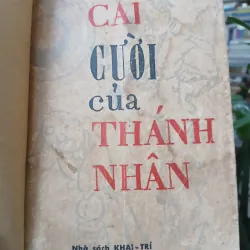 CÁI
CƯỜI
của
THÁNH
NHÂN
Nhà sách KHAI-TRÍ